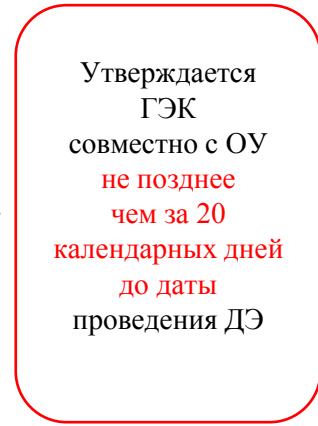 Утверждается
ГЭК
совместно с ОУ
не позднее
чем за 20
календарных дней
до даты
проведения ДЭ